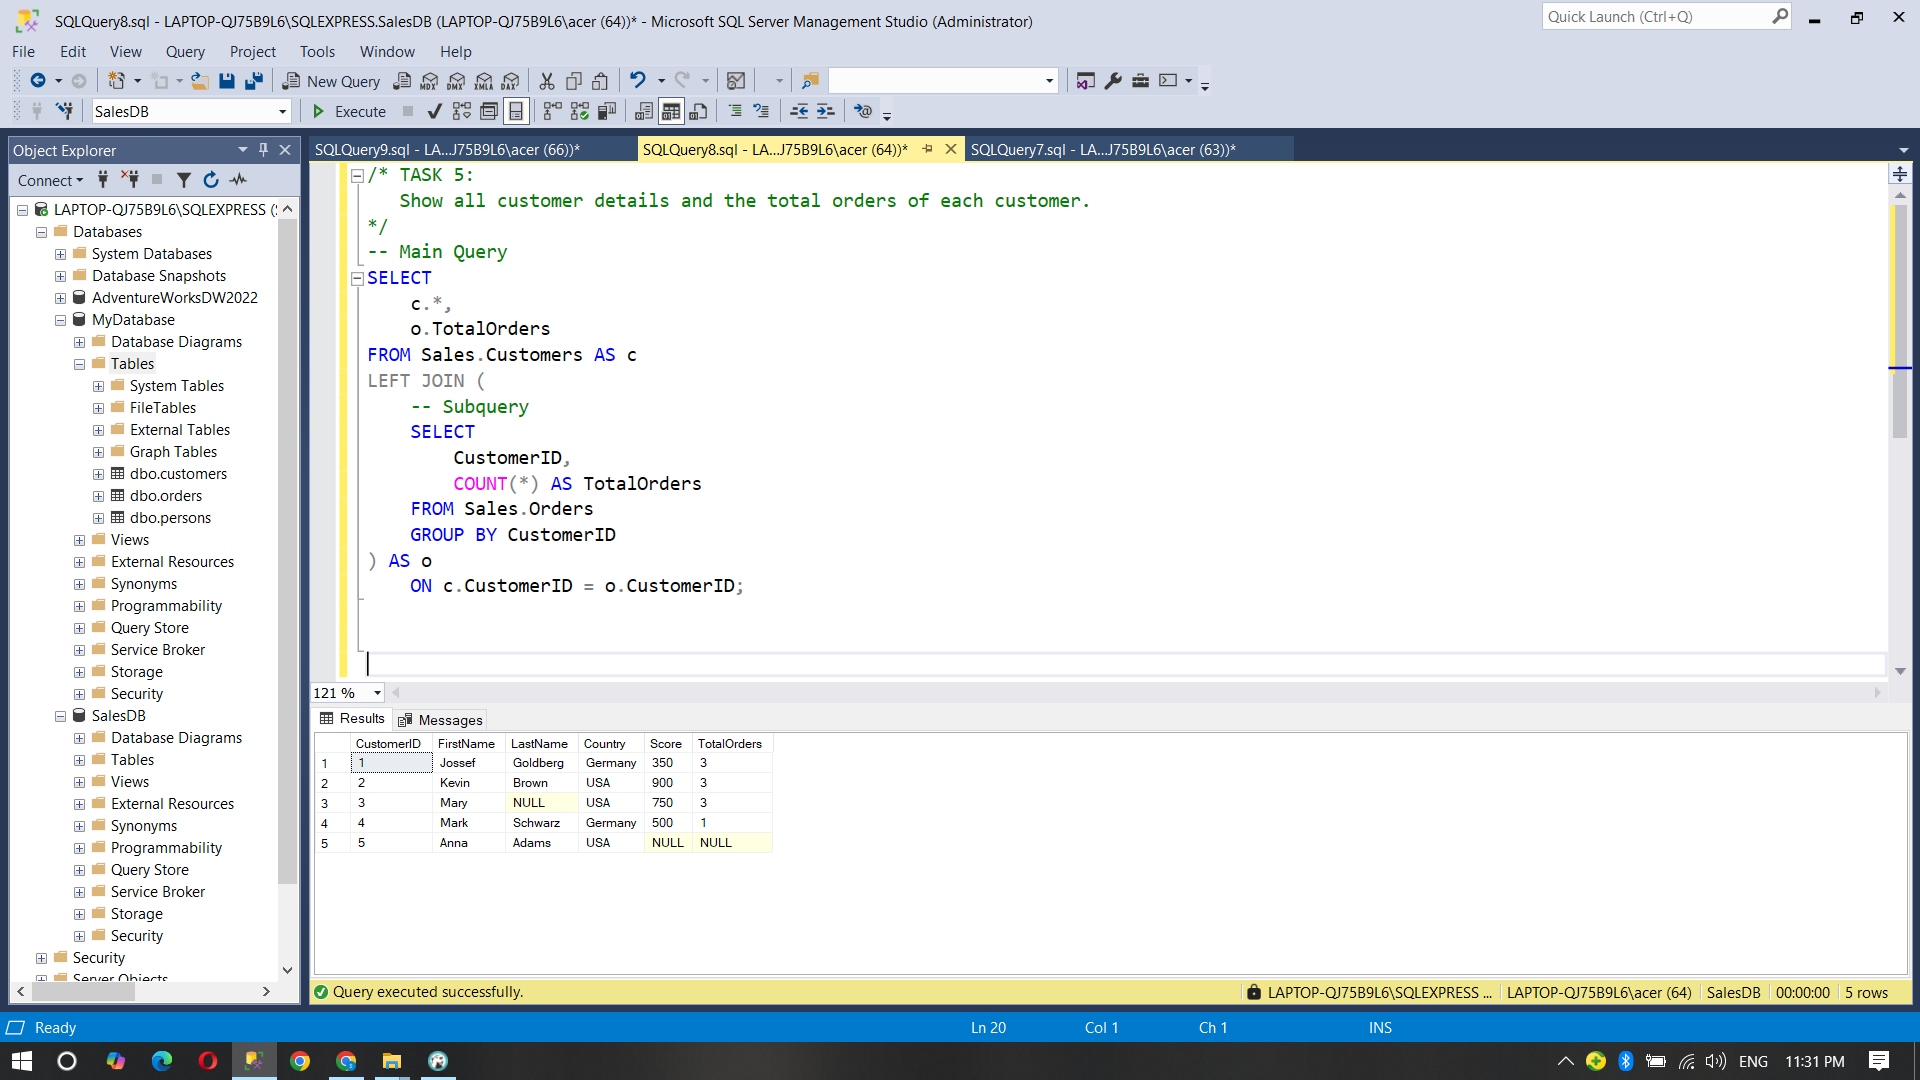 SQLQuery8.sql - LAPTOP-QJ75B9L6\SQLEXPRESS.SalesDB (LAPTOP-QJ75B9L6\acer (64))* - Microsoft SQL Server Management Studio (Administrator)
Quick Launch (Ctrl+Q)
File Edit View Query Project Tools Window Help
New Query MDX DMX XMLA DAX
SalesDB Execute
Object Explorer
SQLQuery9.sql - LA...J75B9L6\acer (66))*
SQLQuery8.sql - LA...J75B9L6\acer (64))*
SQLQuery7.sql - LA...J75B9L6\acer (63))*
Connect
LAPTOP-QJ75B9L6\SQLEXPRESS (
Databases
System Databases
Database Snapshots
AdventureWorksDW2022
MyDatabase
Database Diagrams
Tables
System Tables
FileTables
External Tables
Graph Tables
dbo.customers
dbo.orders
dbo.persons
Views
External Resources
Synonyms
Programmability
Query Store
Service Broker
Storage
Security
SalesDB
Database Diagrams
Tables
Views
External Resources
Synonyms
Programmability
Query Store
Service Broker
Storage
Security
Security
Server Objects
/* TASK 5:
Show all customer details and the total orders of each customer.
*/
-- Main Query
SELECT
c.*,
o.TotalOrders
FROM Sales.Customers AS c
LEFT JOIN (
-- Subquery
SELECT
CustomerID,
COUNT(*) AS TotalOrders
FROM Sales.Orders
GROUP BY CustomerID
) AS o
ON c.CustomerID = o.CustomerID;
121 %
Results Messages
CustomerID FirstName LastName Country Score TotalOrders
1 1 Jossef Goldberg Germany 350 3
2 2 Kevin Brown USA 900 3
3 3 Mary NULL USA 750 3
4 4 Mark Schwarz Germany 500 1
5 5 Anna Adams USA NULL NULL
Query executed successfully.
LAPTOP-QJ75B9L6\SQLEXPRESS ... LAPTOP-QJ75B9L6\acer (64) SalesDB 00:00:00 5 rows
Ready Ln 20 Col 1 Ch 1 INS
ENG 11:31 PM